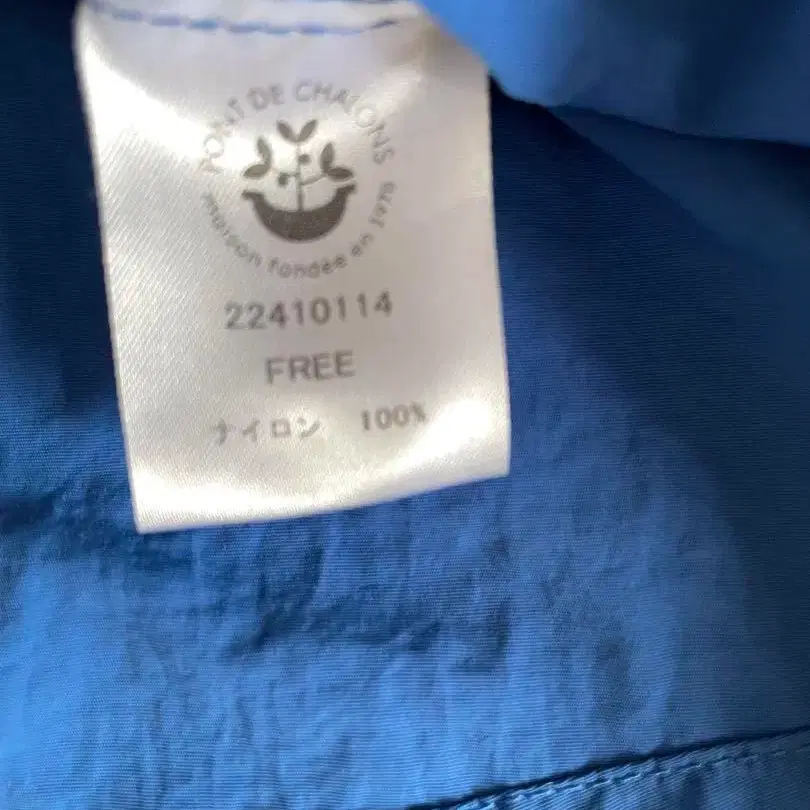 PONT DE CHALONS
maison fondée en 1970
22410114
FREE
ナイロン 100%